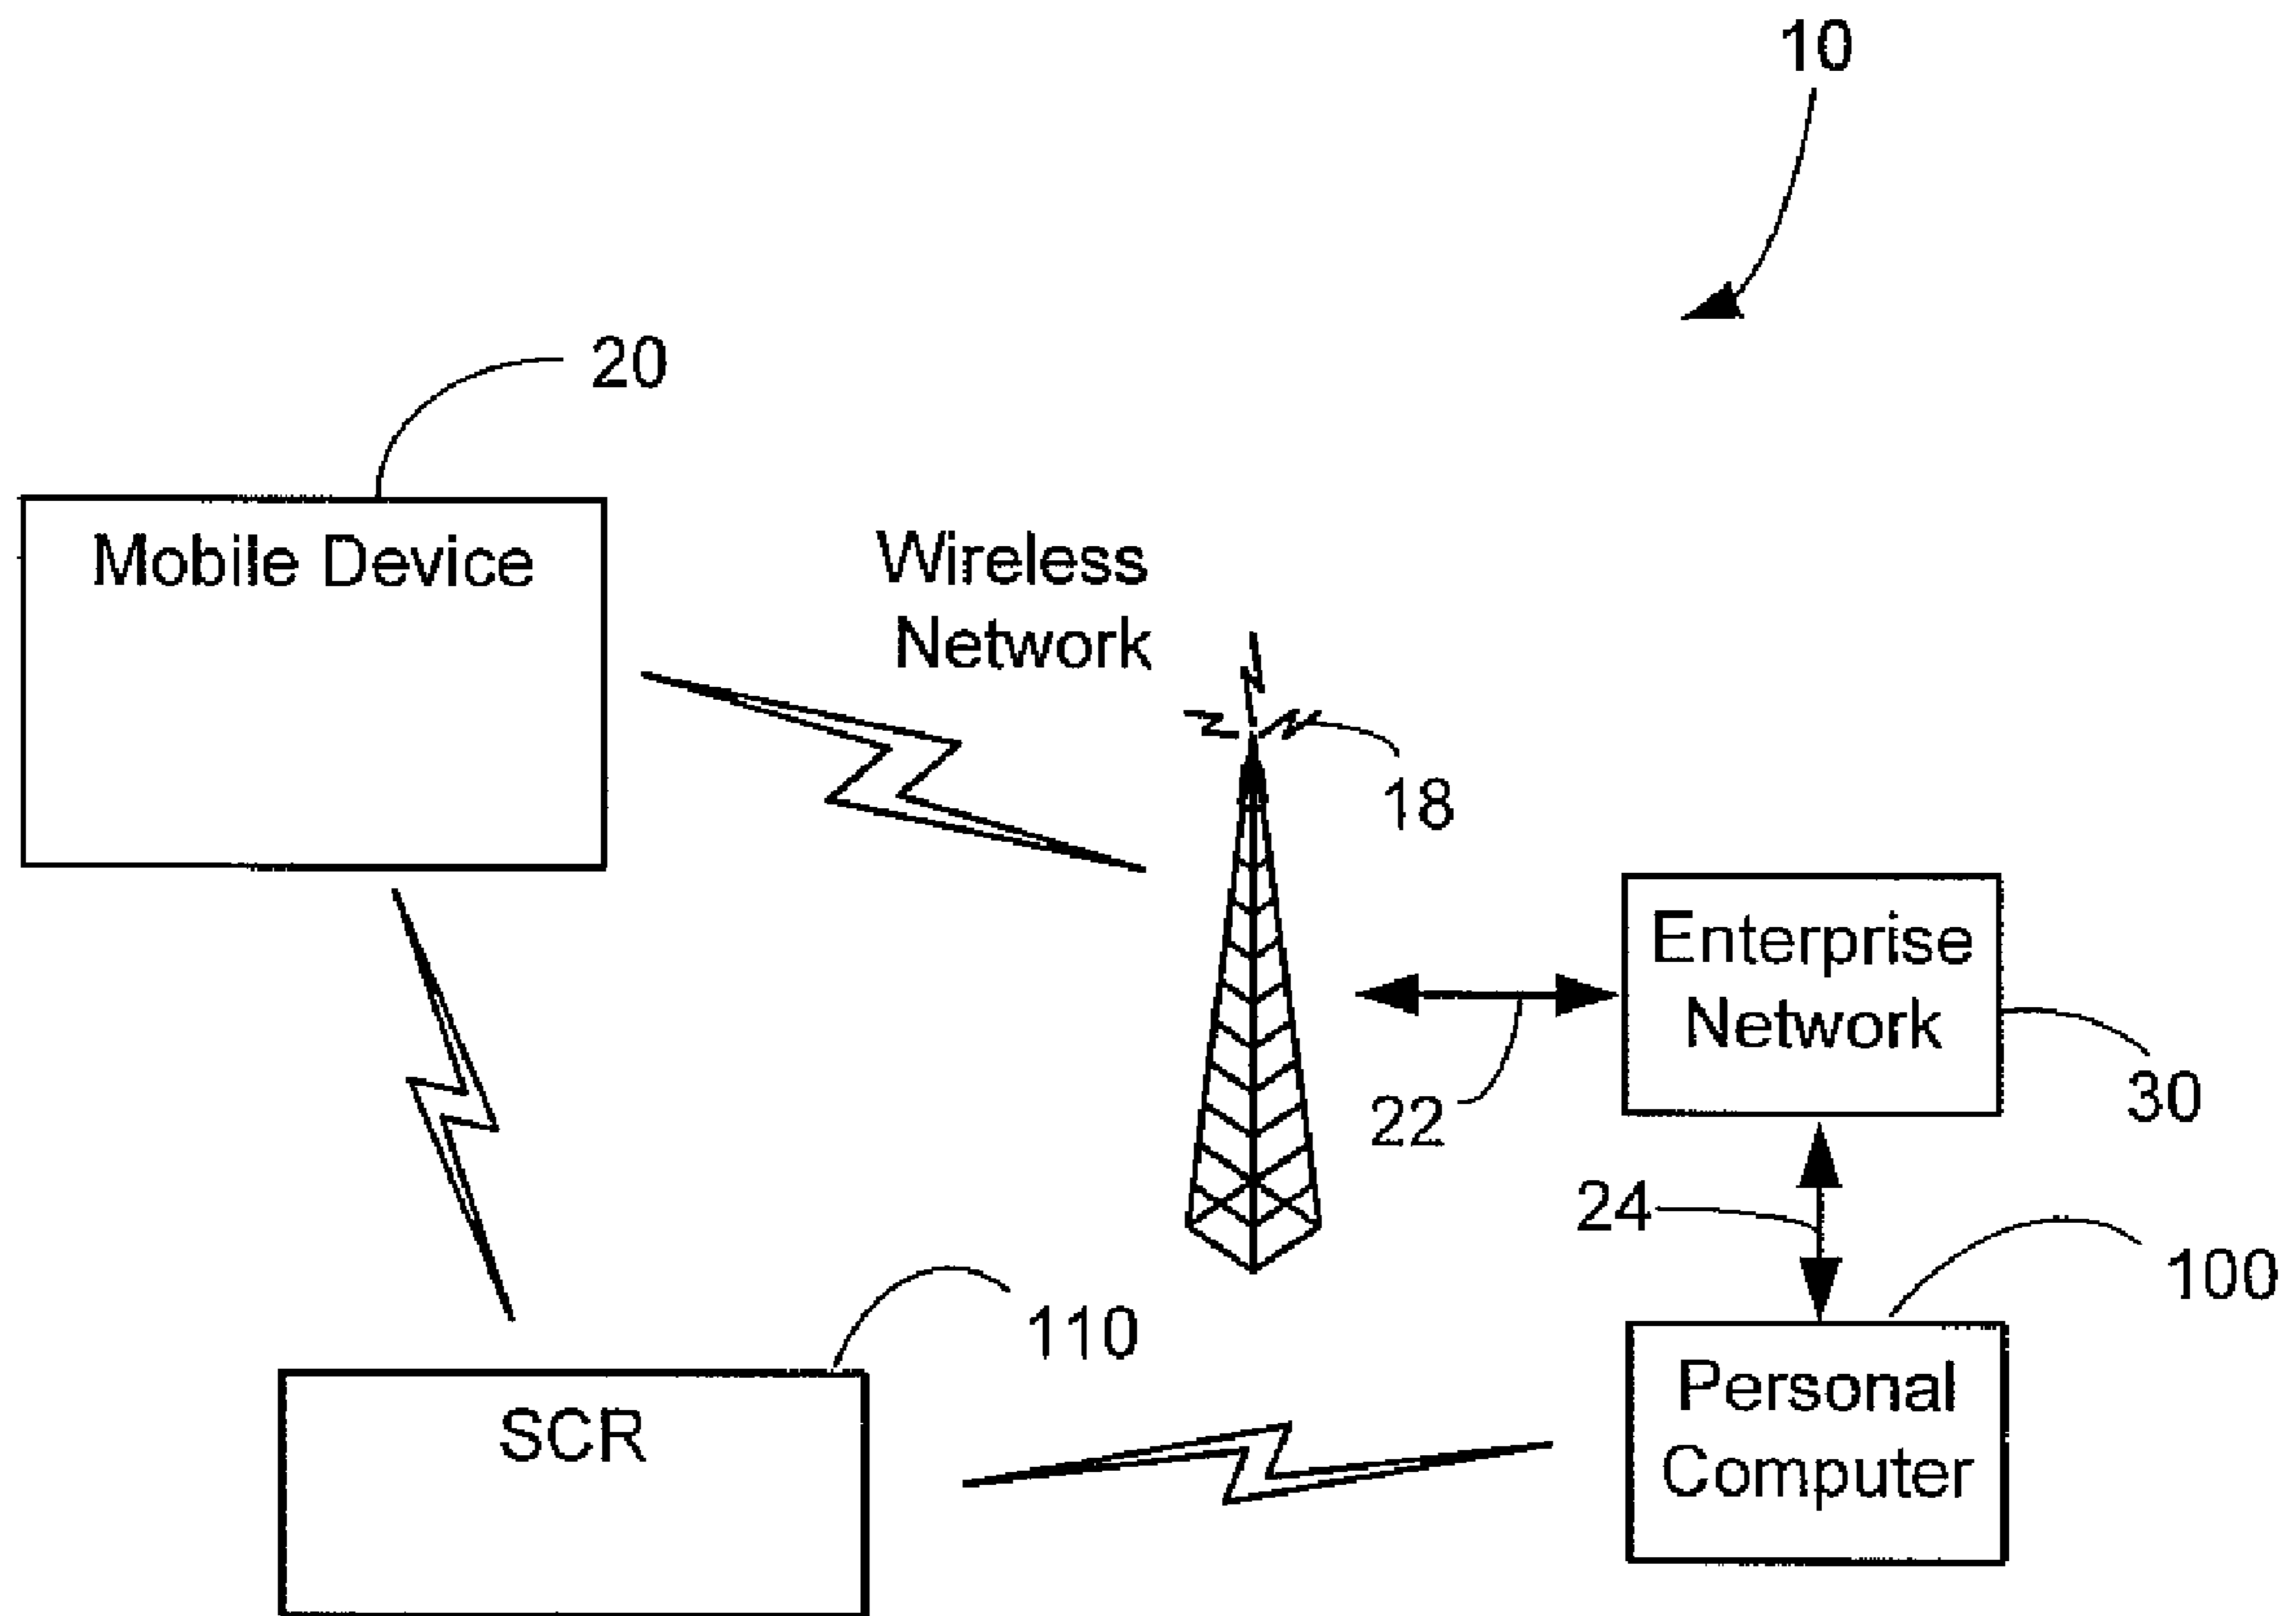 10
20
Mobile Device
Wireless
Network
18
Enterprise
Network
30
22
24
100
110
SCR
Personal
Computer